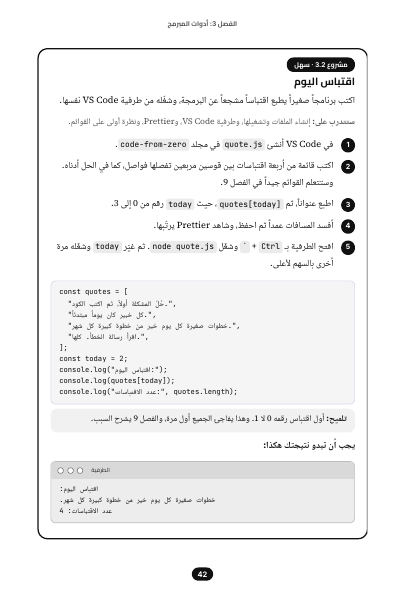 الفصل 3: أدوات المبرمج
مشروع 3.2 · سهل
اقتباس اليوم
اكتب برنامجاً صغيراً يطبع اقتباساً مشجعاً عن البرمجة، وشغّله من طرفية VS Code نفسها.
ستتدرب على: إنشاء الملفات وتشغيلها، وطرفية VS Code، وPrettier، ونظرة أولى على القوائم.
1 في VS Code أنشئ quote.js في مجلد code-from-zero.
2 اكتب قائمة من أربعة اقتباسات بين قوسين مربعين تفصلها فواصل، كما في الحل أدناه.
وستتعلم القوائم جيداً في الفصل 9.
3 اطبع عنواناً، ثم quotes[today]، حيث today رقم من 0 إلى 3.
4 أفسد المسافات عمداً ثم احفظ، وشاهد Prettier يرتّبها.
5 افتح الطرفية بـ Ctrl + ` وشغّل node quote.js. ثم غيّر today وشغّله مرة
أخرى بالسهم لأعلى.
const quotes = [
"حُلّ المشكلة أولاً، ثم اكتب الكود.",
"كل خبير كان يوماً مبتدئاً.",
"خطوات صغيرة كل يوم خير من خطوة كبيرة كل شهر.",
"اقرأ رسالة الخطأ. كلها.",
];
const today = 2;
console.log("اقتباس اليوم:");
console.log(quotes[today]);
console.log("عدد الاقتباسات:", quotes.length);
تلميح: أول اقتباس رقمه 0 لا 1. وهذا يفاجئ الجميع أول مرة، والفصل 9 يشرح السبب.
يجب أن تبدو نتيجتك هكذا:
الطرفية
اقتباس اليوم:
خطوات صغيرة كل يوم خير من خطوة كبيرة كل شهر.
عدد الاقتباسات: 4
42